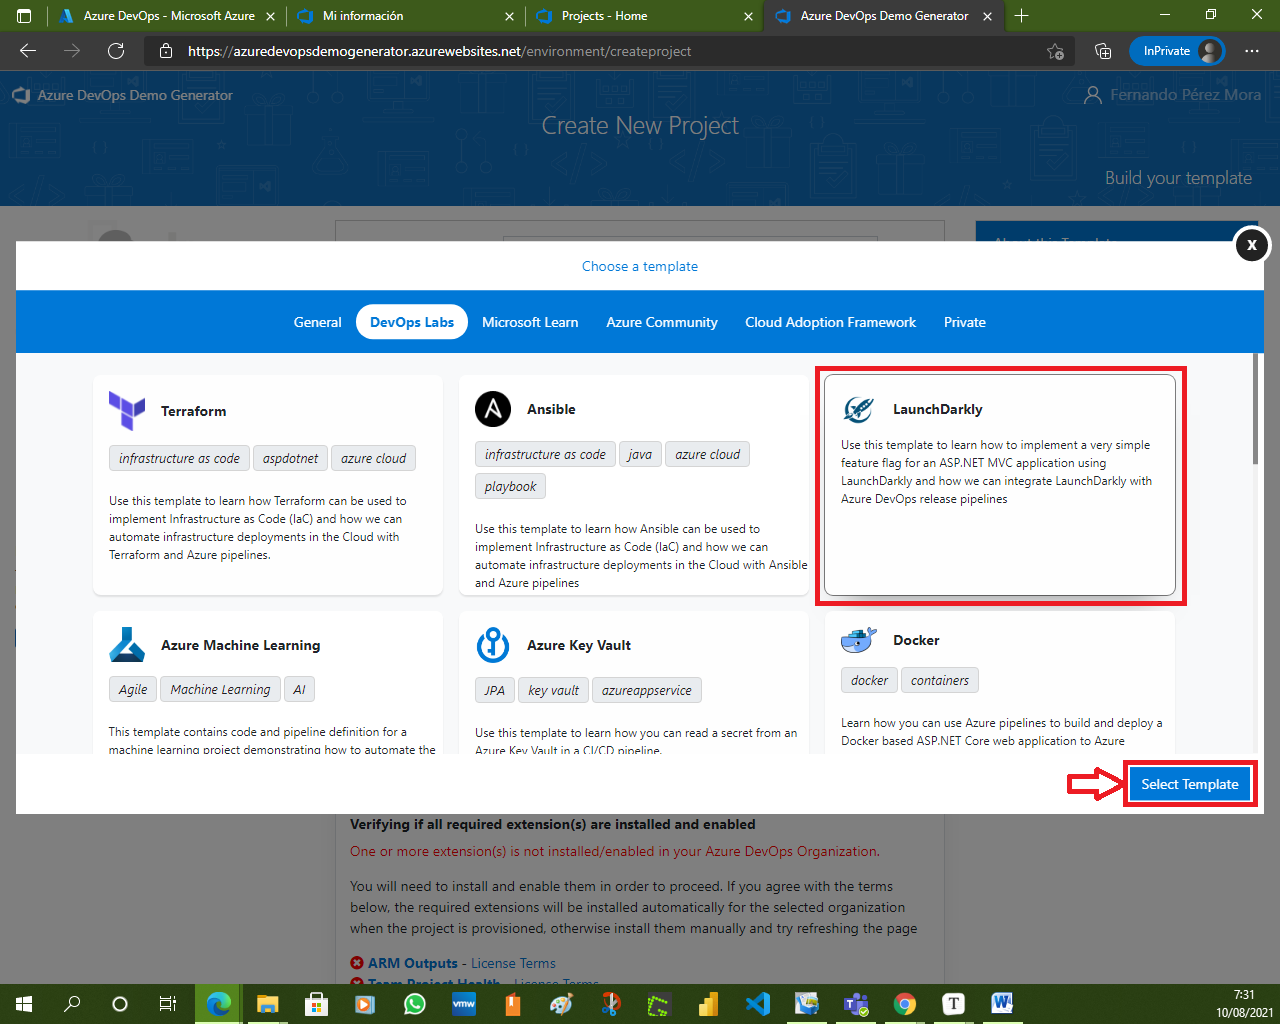 Azure DevOps - Microsoft Azure
Mi información
Projects - Home
Azure DevOps Demo Generator
https://azuredevopsdemogenerator.azurewebsites.net/environment/createproject
InPrivate
Azure DevOps Demo Generator
Fernando Pérez Mora
Create New Project
Build your template
About this Template
X
Choose a template
General
DevOps Labs
Microsoft Learn
Azure Community
Cloud Adoption Framework
Private
Terraform
infrastructure as code
aspdotnet
azure cloud
Use this template to learn how Terraform can be used to
implement Infrastructure as Code (IaC) and how we can
automate infrastructure deployments in the Cloud with
Terraform and Azure pipelines.
Ansible
infrastructure as code
java
azure cloud
playbook
Use this template to learn how Ansible can be used to
implement Infrastructure as Code (IaC) and how we can
automate infrastructure deployments in the Cloud with Ansible
and Azure pipelines
LaunchDarkly
Use this template to learn how to implement a very simple
feature flag for an ASP.NET MVC application using
LaunchDarkly and how we can integrate LaunchDarkly with
Azure DevOps release pipelines
Azure Machine Learning
Agile
Machine Learning
AI
This template contains code and pipeline definition for a
machine learning project demonstrating how to automate the
Azure Key Vault
JPA
key vault
azureappservice
Use this template to learn how you can read a secret from an
Azure Key Vault in a CI/CD pipeline.
Docker
docker
containers
Learn how you can use Azure pipelines to build and deploy a
Docker based ASP.NET Core web application to Azure
Select Template
Verifying if all required extension(s) are installed and enabled
One or more extension(s) is not installed/enabled in your Azure DevOps Organization.
You will need to install and enable them in order to proceed. If you agree with the terms
below, the required extensions will be installed automatically for the selected organization
when the project is provisioned, otherwise install them manually and try refreshing the page
ARM Outputs - License Terms
Team Project Health - License Terms
vmw
T
W
7:31
10/08/2021